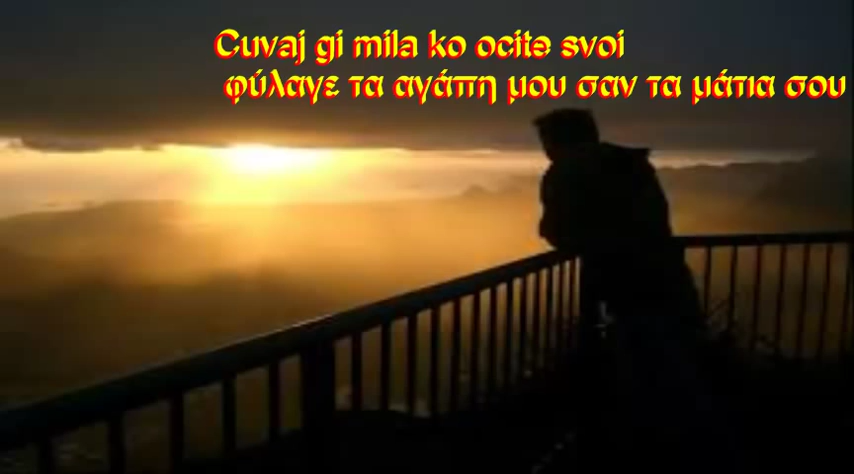 Cuvaj gi mila ko ocite svoi
φύλαγε τα αγάπη μου σαν τα μάτια σου